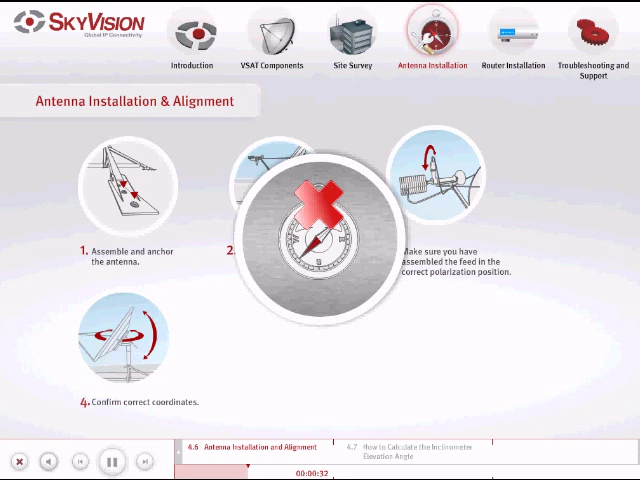 SKYVISION
Global IP Connectivity
Introduction
VSAT Components
Site Survey
Antenna Installation
Router Installation
Troubleshooting and
Support
Antenna Installation & Alignment
1. Assemble and anchor
the antenna.
2.
Make sure you have
assembled the feed in the
correct polarization position.
4. Confirm correct coordinates.
4.6 Antenna Installation and Alignment
4.7 How to Calculate the Inclinometer
Elevation Angle
00:00:32